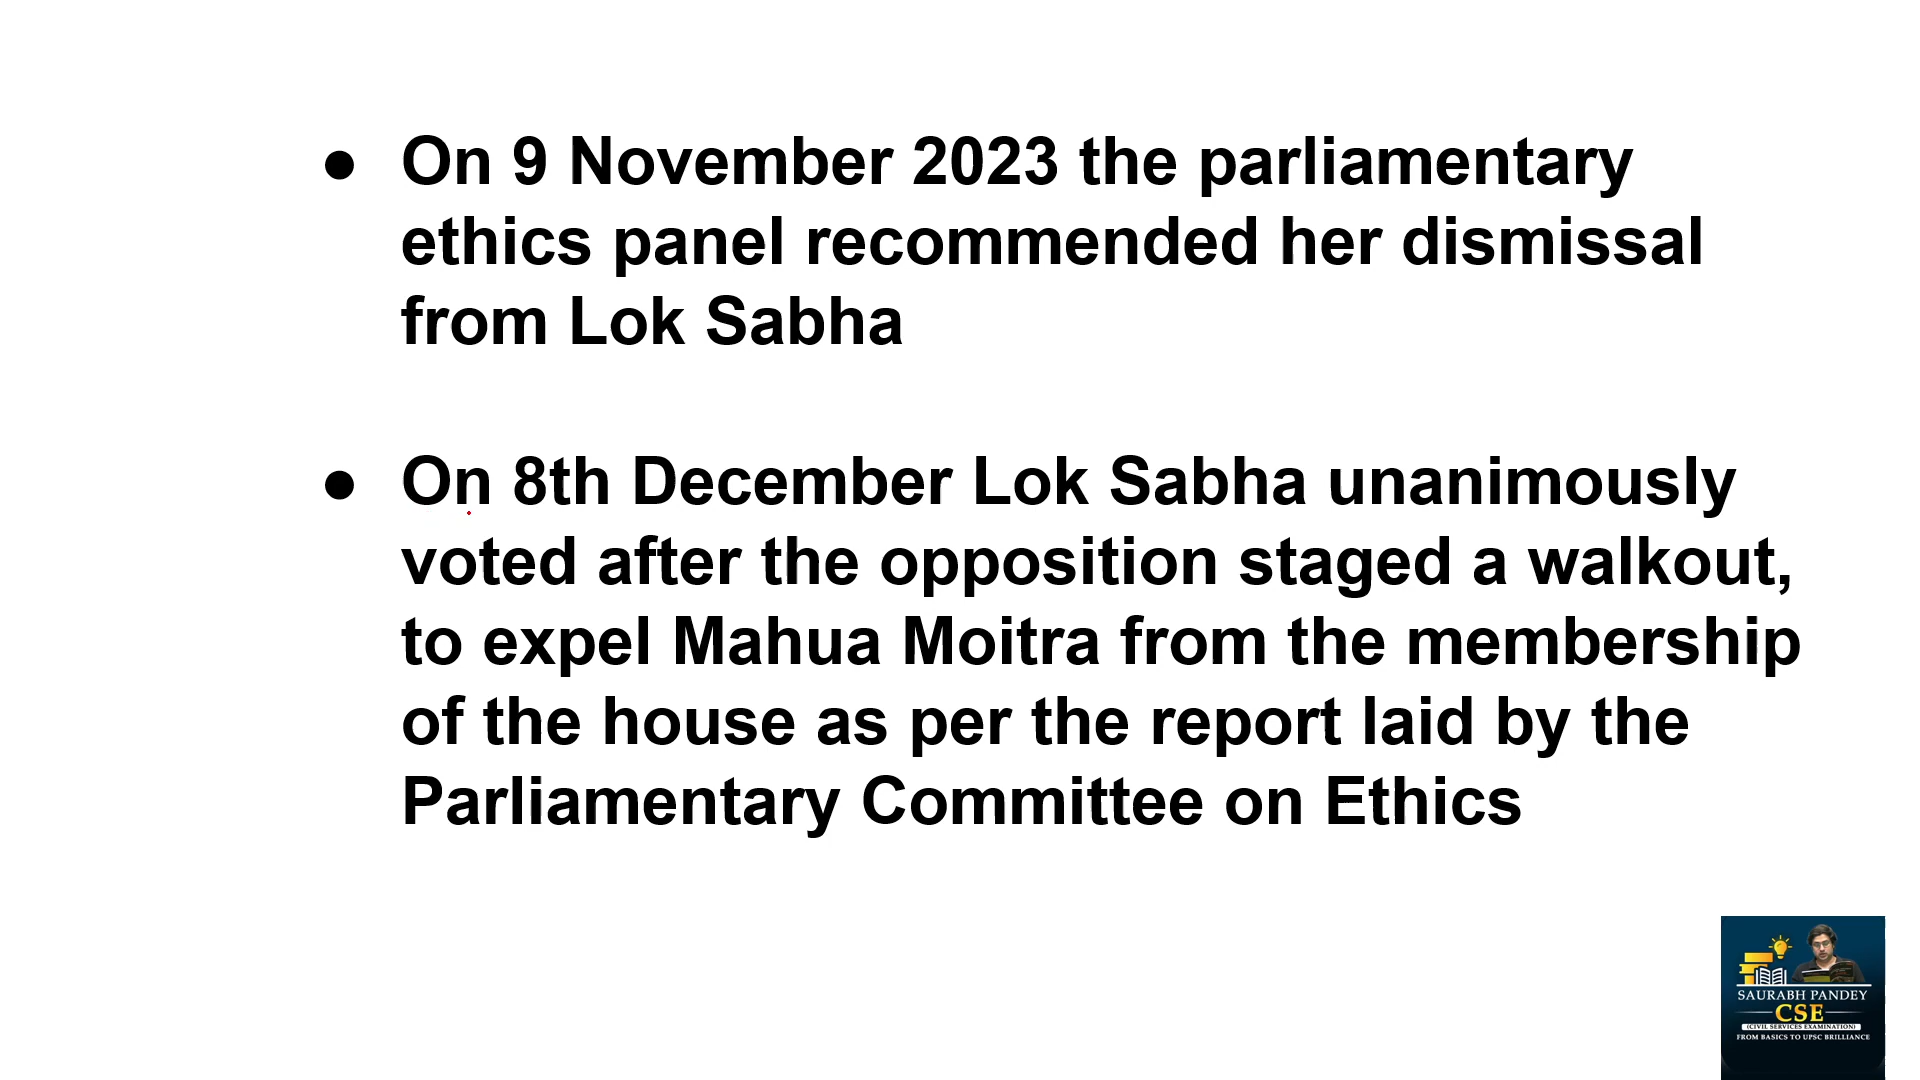 ● On 9 November 2023 the parliamentary
ethics panel recommended her dismissal
from Lok Sabha
● On 8th December Lok Sabha unanimously
voted after the opposition staged a walkout,
to expel Mahua Moitra from the membership
of the house as per the report laid by the
Parliamentary Committee on Ethics
SAURABH PANDEY
CSE
(CIVIL SERVICES EXAMINATION)
FROM BASICS TO UPSC BRILLIANCE